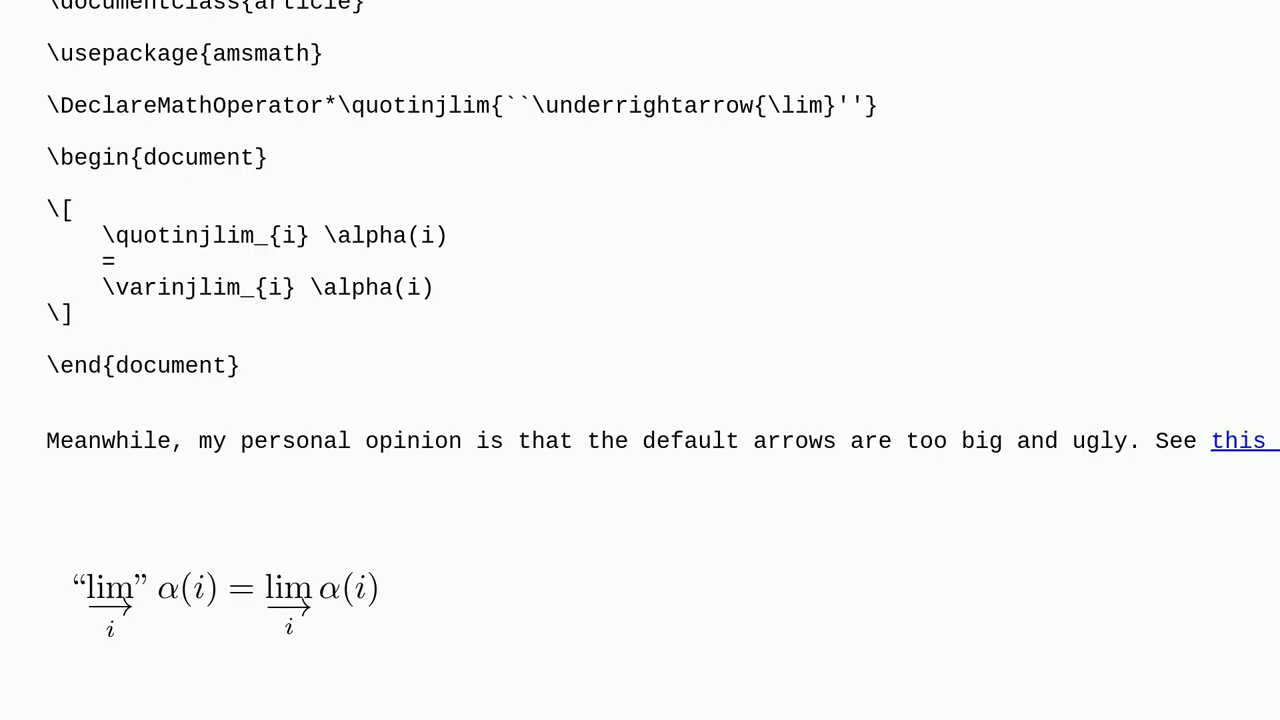 \documentclass{article}
\usepackage{amsmath}
\DeclareMathOperator*\quotinjlim{``\underrightarrow{\lim}''}
\begin{document}
\[
\quotinjlim_{i} \alpha(i)
=
\varinjlim_{i} \alpha(i)
\]
\end{document}
Meanwhile, my personal opinion is that the default arrows are too big and ugly. See this
“lim” α(i) = lim α(i)
→ →
i i